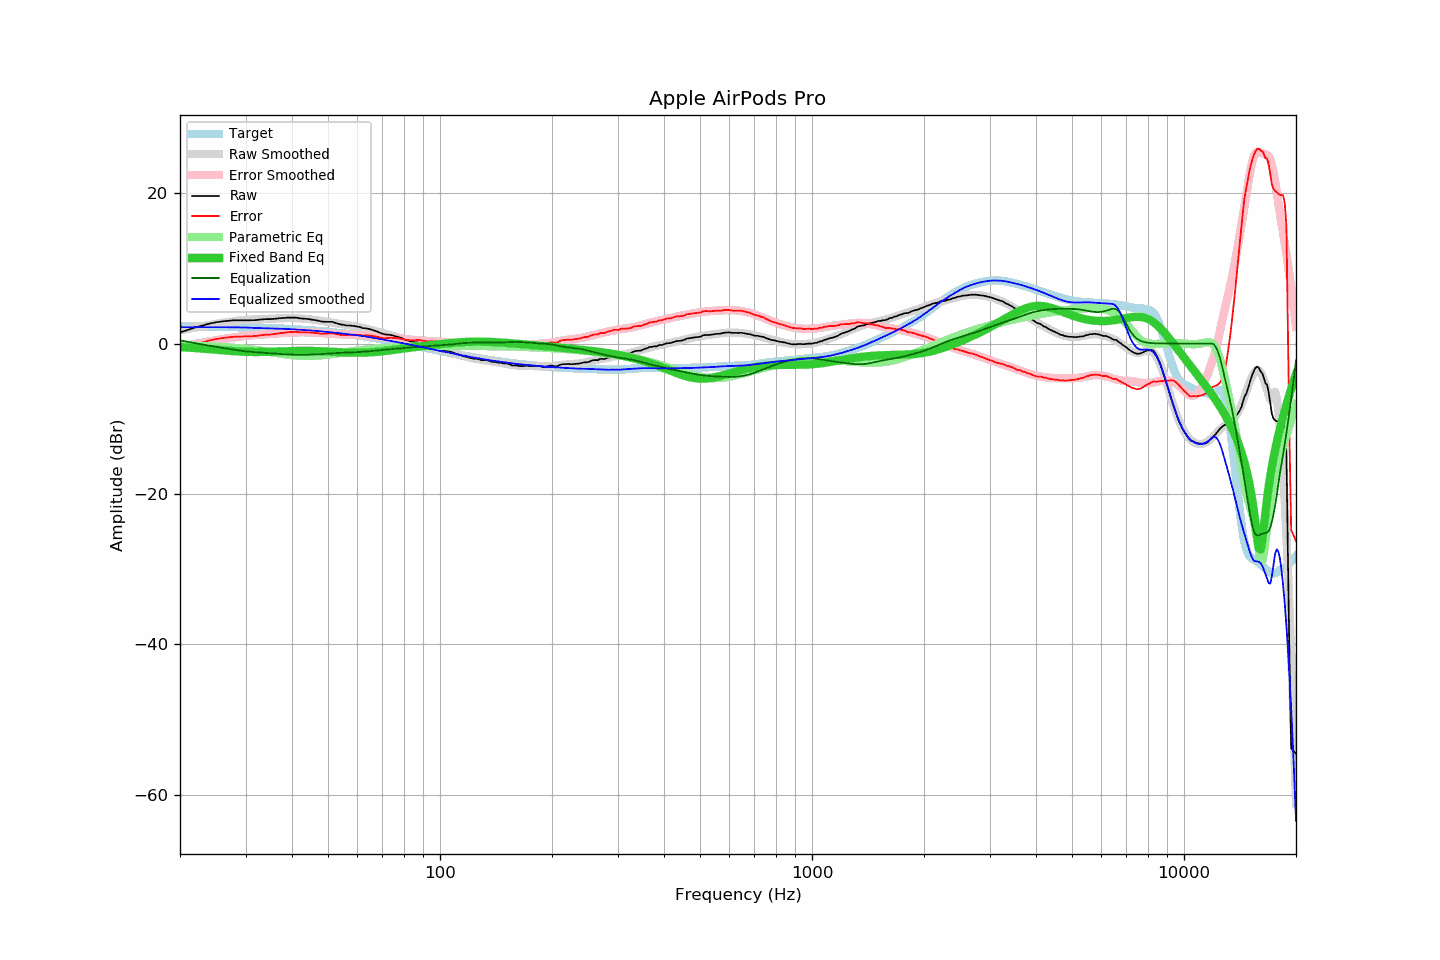 Apple AirPods Pro
Target
Raw Smoothed
Error Smoothed
Raw
Error
Parametric Eq
Fixed Band Eq
Equalization
Equalized smoothed
20
0
−20
−40
−60
Amplitude (dBr)
100 1000 10000
Frequency (Hz)